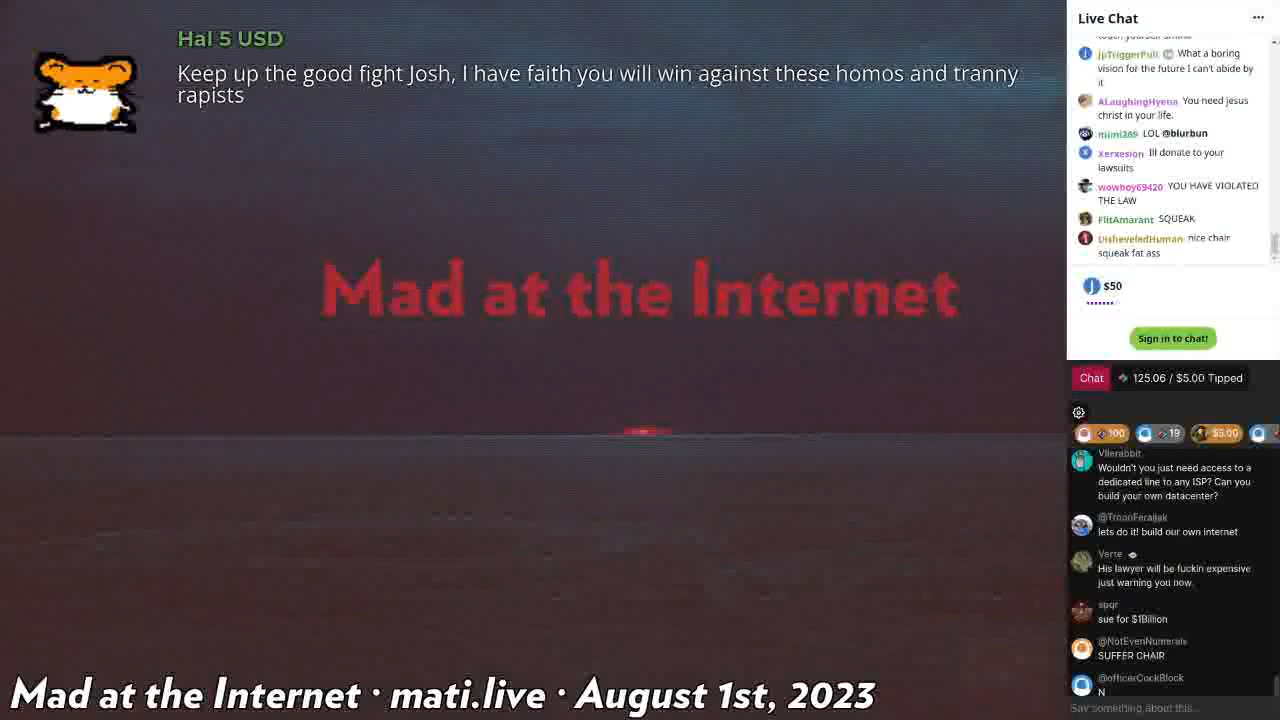 Hal 5 USD
Keep up the good fight Josh, I have faith you will win against these homos and tranny
rapists
Mad at the Internet
Mad at the Internet · mati.live · August 1st, 2023
Live Chat
jpTriggerPull What a boring
vision for the future I can't abide by
it
ALaughingHyena You need jesus
christ in your life.
mimi269 LOL @blurbun
Xerxesion Ill donate to your
lawsuits
wowboy69420 YOU HAVE VIOLATED
THE LAW
FlitAmarant SQUEAK
DisheveledHuman nice chair
squeak fat ass
J $50
Sign in to chat!
Chat 125.06 / $5.00 Tipped
100 19 $5.00
Vilerabbit
Wouldn't you just need access to a
dedicated line to any ISP? Can you
build your own datacenter?
lets do it! build our own internet
Verte
His lawyer will be fuckin expensive
just warning you now.
spqr
sue for $1Billion
@NotEvenNumerals
SUFFER CHAIR
@officerCockBlock
N
Say something about this...